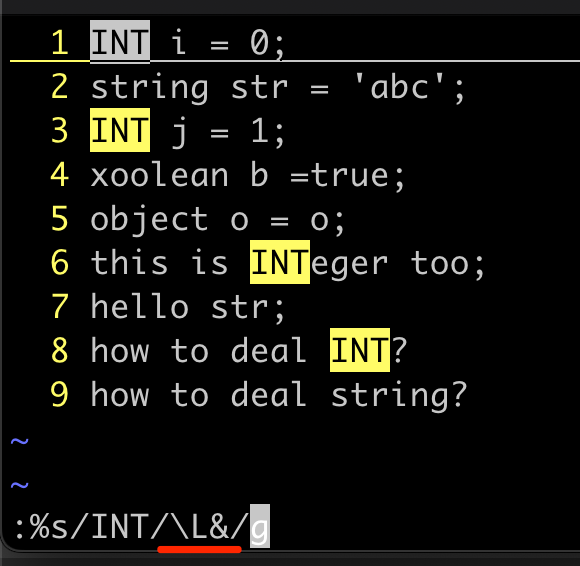 1 INT i = 0;
2 string str = 'abc';
3 INT j = 1;
4 xoolean b =true;
5 object o = o;
6 this is INTeger too;
7 hello str;
8 how to deal INT?
9 how to deal string?
~
~
:%s/INT/\L&/g